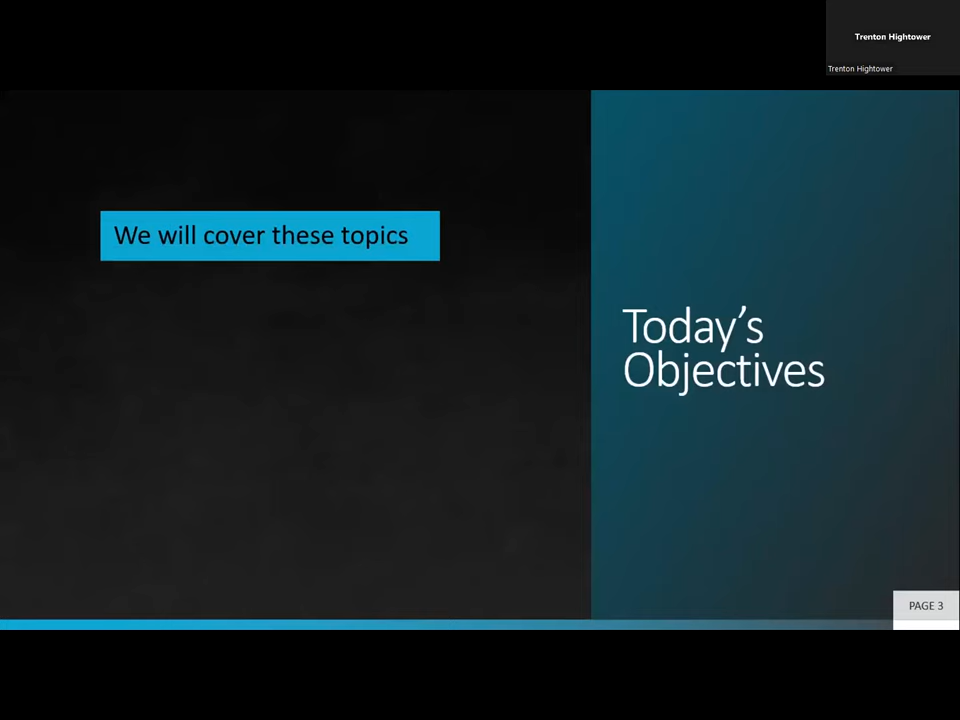 Trenton Hightower
Trenton Hightower
We will cover these topics
Today’s
Objectives
PAGE 3